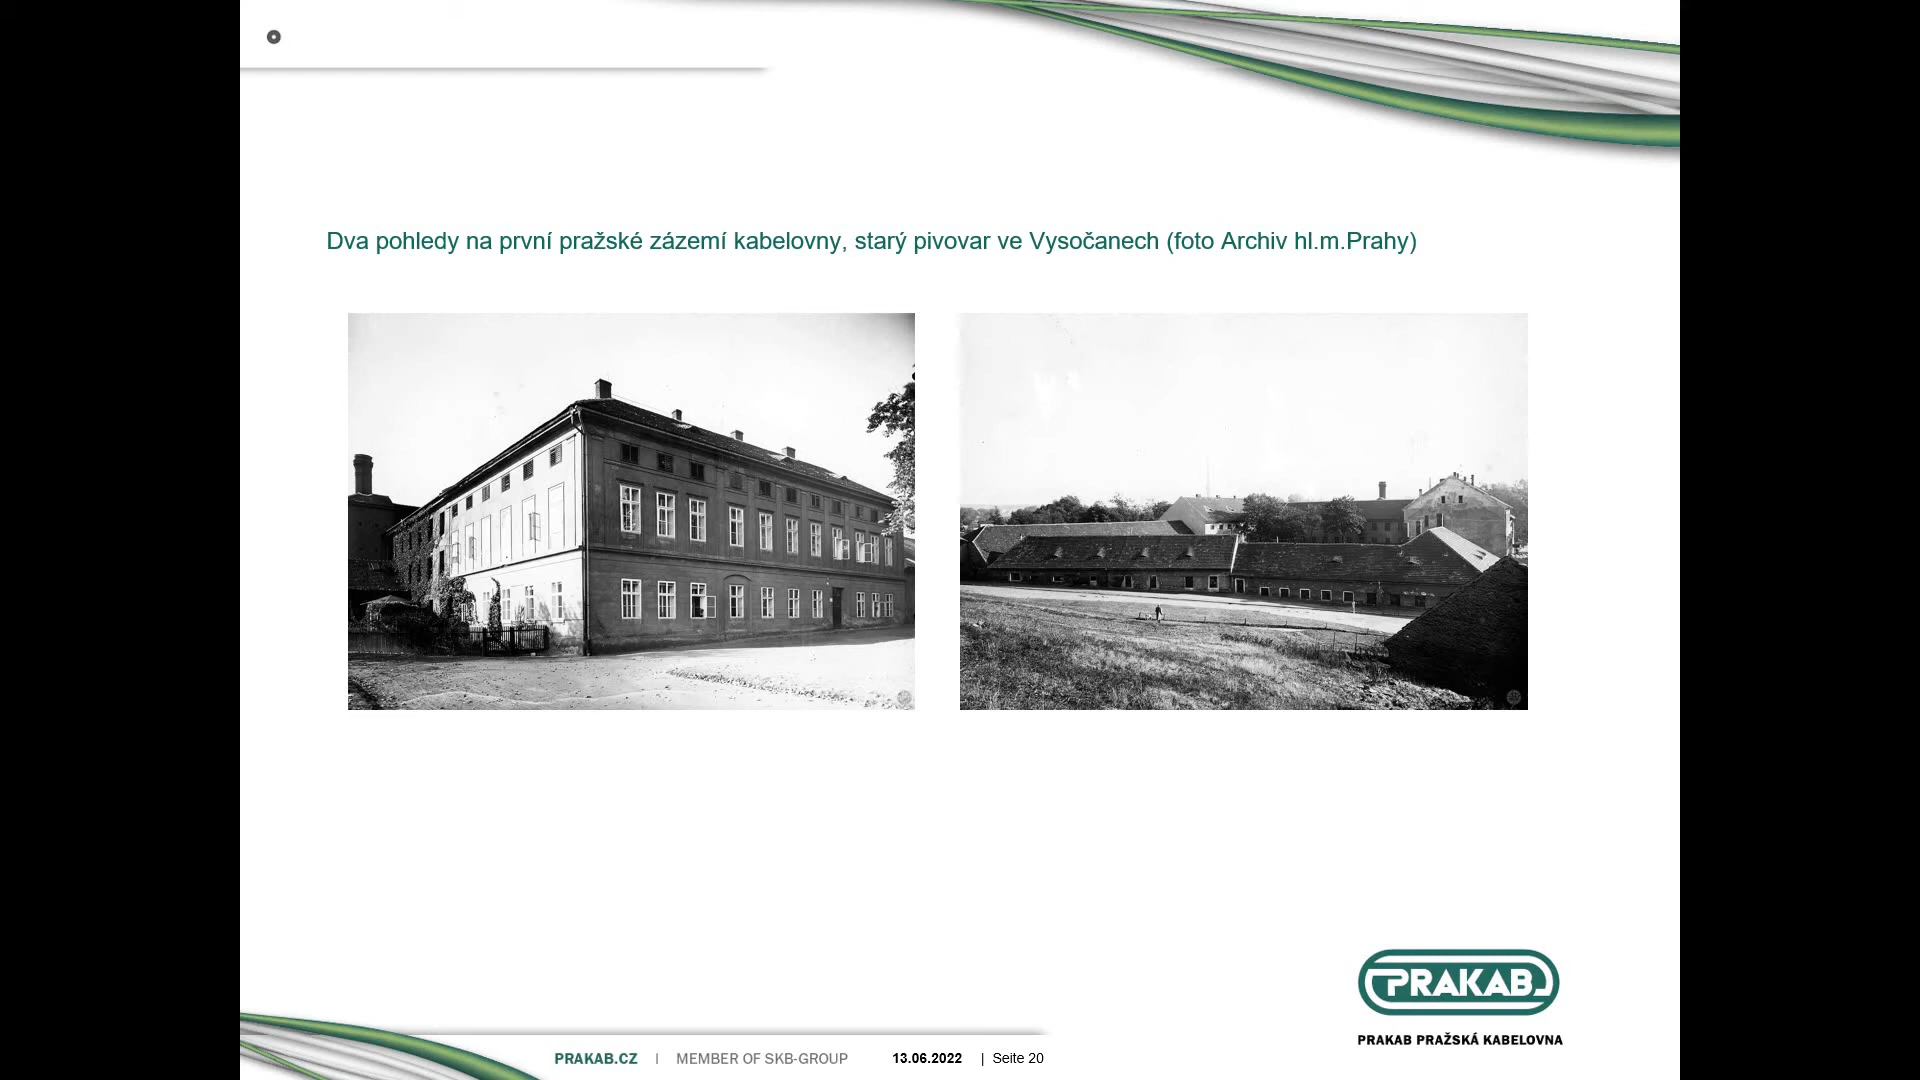 Dva pohledy na první pražské zázemí kabelovny, starý pivovar ve Vysočanech (foto Archiv hl.m.Prahy)
PRAKAB
PRAKAB PRAŽSKÁ KABELOVNA
PRAKAB.CZ | MEMBER OF SKB-GROUP 13.06.2022 | Seite 20